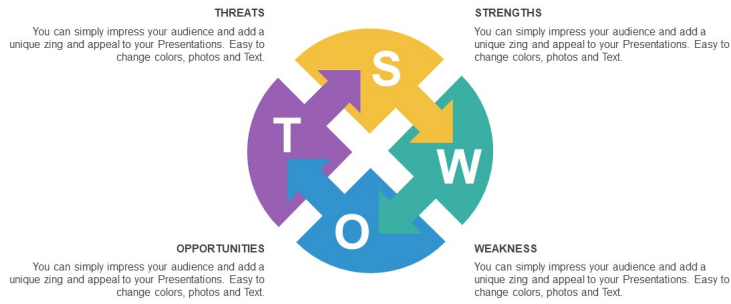 THREATS
You can simply impress your audience and add a
unique zing and appeal to your Presentations. Easy to
change colors, photos and Text.
STRENGTHS
You can simply impress your audience and add a
unique zing and appeal to your Presentations. Easy to
change colors, photos and Text.
S
T
W
O
OPPORTUNITIES
You can simply impress your audience and add a
unique zing and appeal to your Presentations. Easy to
change colors, photos and Text.
WEAKNESS
You can simply impress your audience and add a
unique zing and appeal to your Presentations. Easy to
change colors, photos and Text.